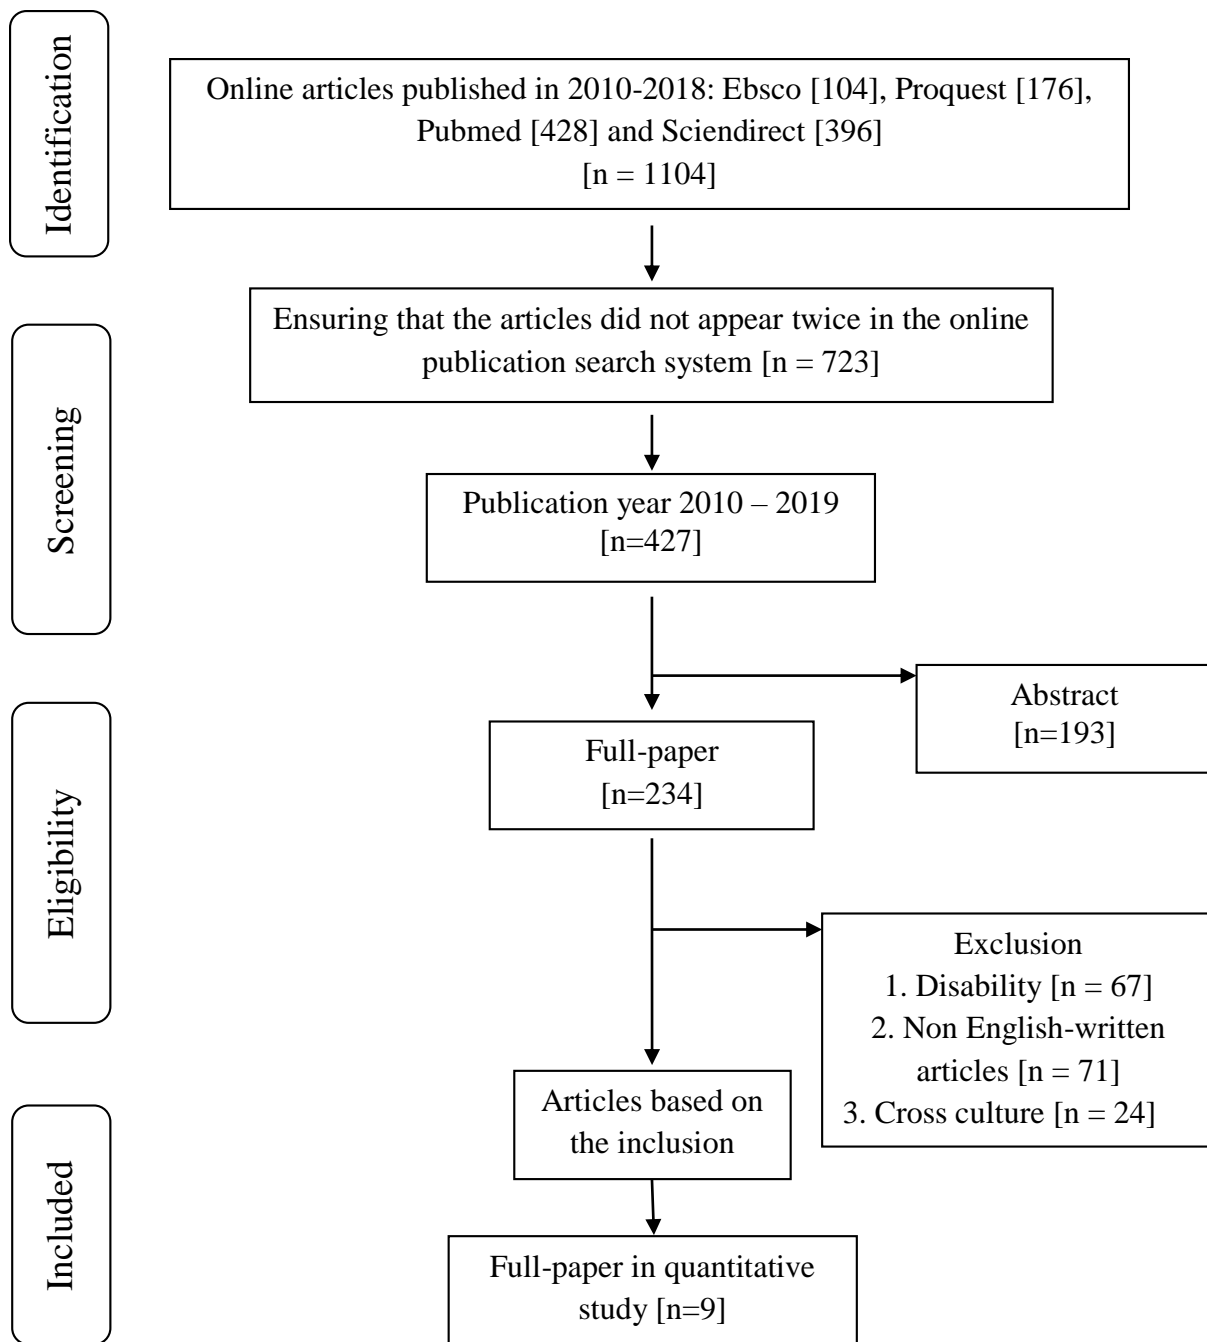 Identification
Online articles published in 2010-2018: Ebsco [104], Proquest [176],
Pubmed [428] and Sciendirect [396]
[n = 1104]
Screening
Ensuring that the articles did not appear twice in the online
publication search system [n = 723]
Publication year 2010 – 2019
[n=427]
Eligibility
Abstract
[n=193]
Full-paper
[n=234]
Exclusion
1. Disability [n = 67]
2. Non English-written
articles [n = 71]
3. Cross culture [n = 24]
Articles based on
the inclusion
Included
Full-paper in quantitative
study [n=9]